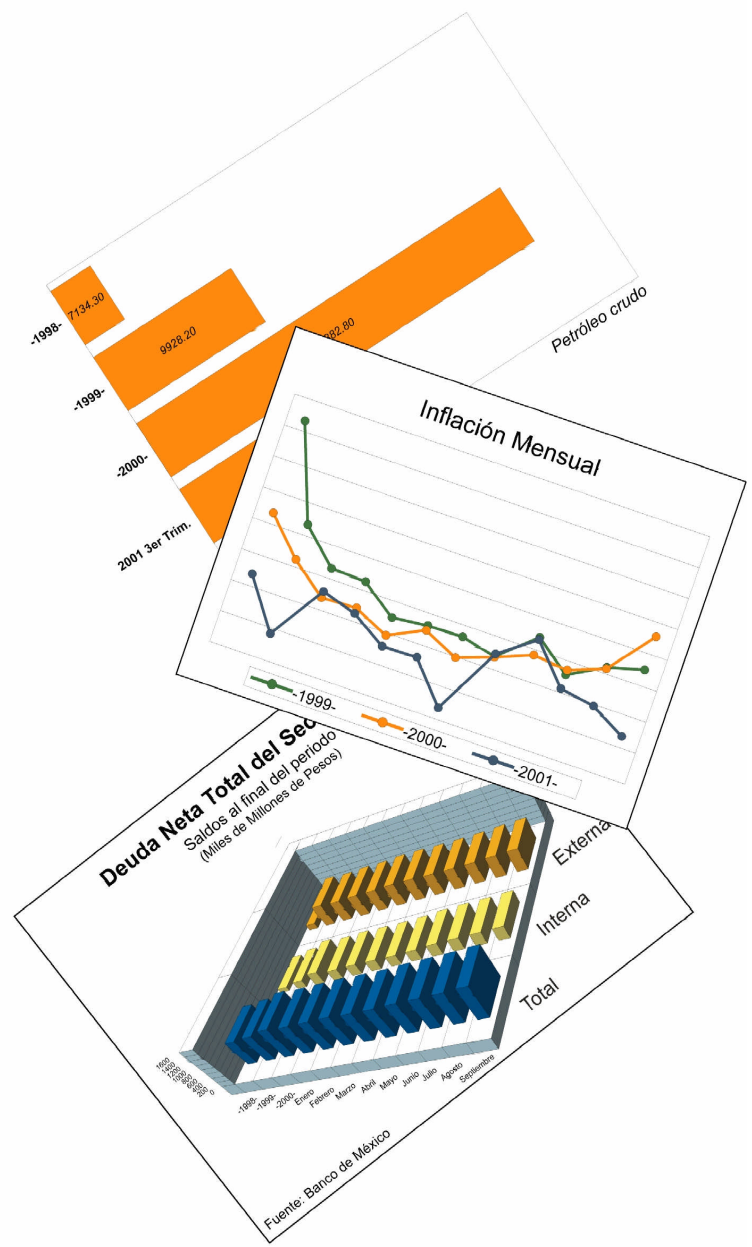 -1998-
7134.30
-1999-
9928.20
-2000-
882.80
2001 3er Trim.
Petróleo crudo
Inflación Mensual
-1999-
-2000-
-2001-
Deuda Neta Total del
Saldos al final del periodo
(Miles de Millones de Pesos)
Externa
Interna
Total
1600
1400
1200
1000
800
600
400
200
0
-1998-
-1999-
-2000-
Enero
Febrero
Marzo
Abril
Mayo
Junio
Julio
Agosto
Septiembre
Fuente: Banco de México